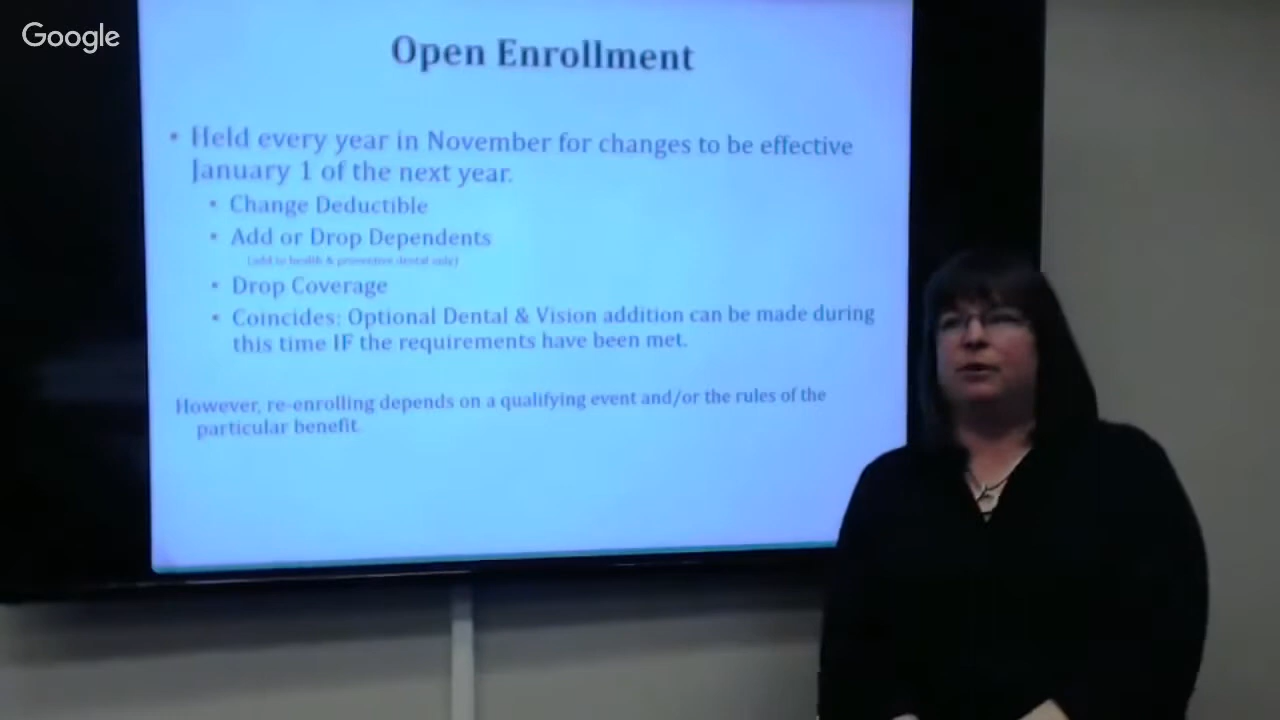 Google
Open Enrollment
• Held every year in November for changes to be effective
January 1 of the next year.
• Change Deductible
• Add or Drop Dependents
(add to health & preventive dental only)
• Drop Coverage
• Coincides: Optional Dental & Vision addition can be made during
this time IF the requirements have been met.
However, re-enrolling depends on a qualifying event and/or the rules of the
particular benefit.